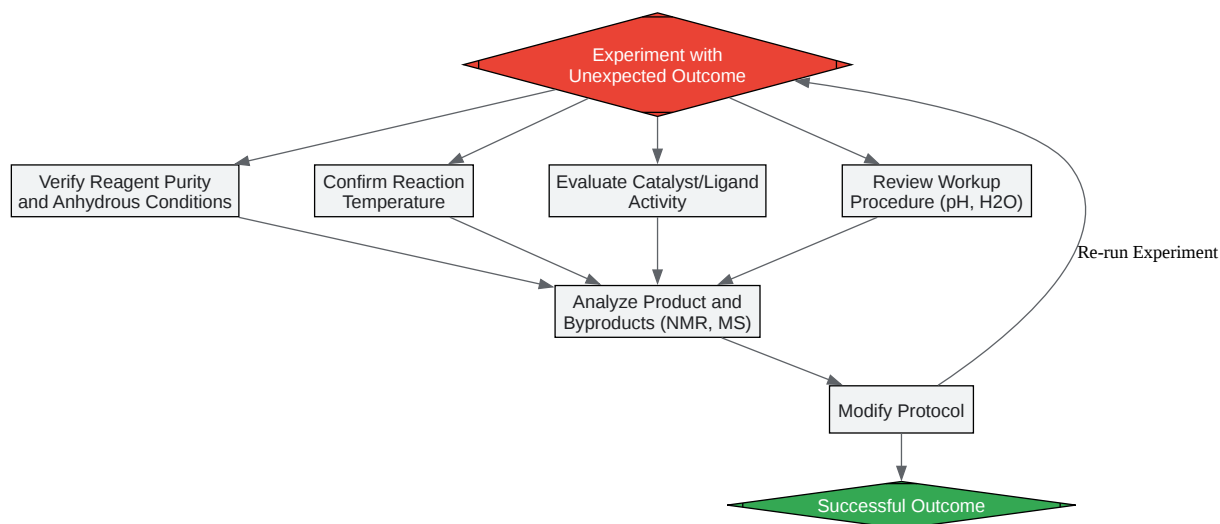 Experiment with
Unexpected Outcome
Verify Reagent Purity
and Anhydrous Conditions
Confirm Reaction
Temperature
Evaluate Catalyst/Ligand
Activity
Review Workup
Procedure (pH, H2O)
Re-run Experiment
Analyze Product and
Byproducts (NMR, MS)
Modify Protocol
Successful Outcome